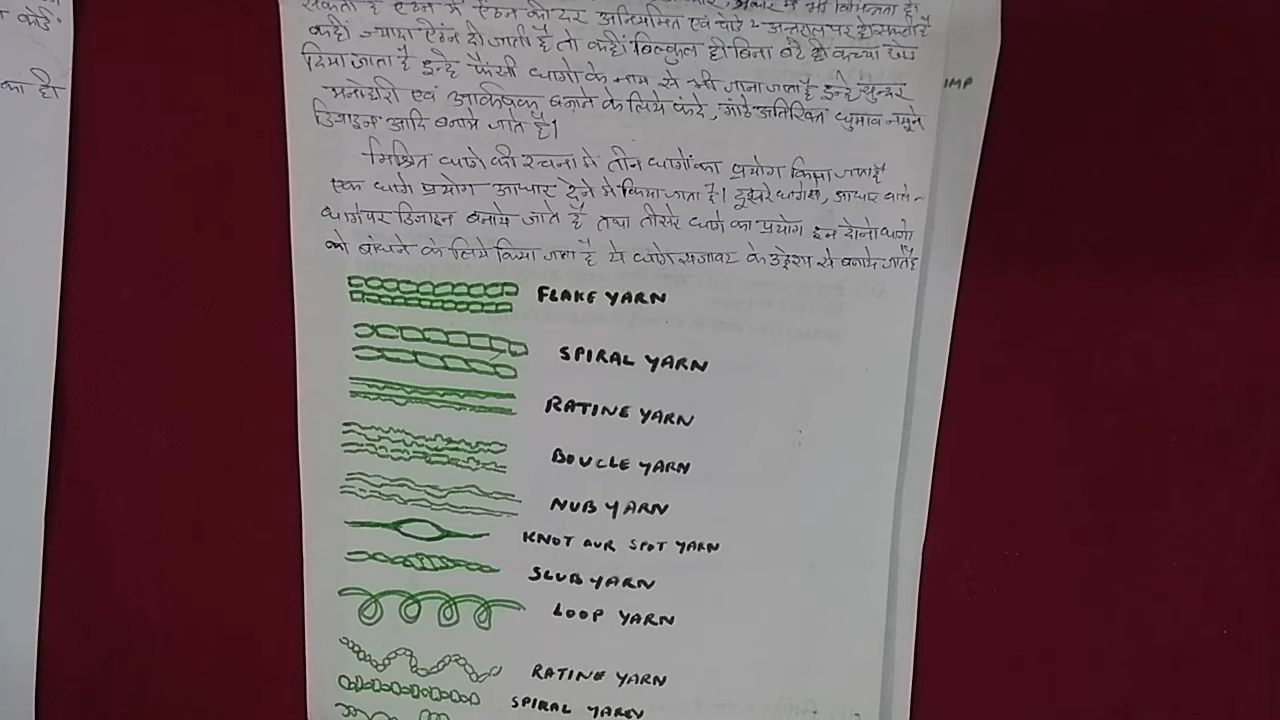 कोई
का ही
सकता है ऐंठन में ऐंठन की दर अनियमित एवं थोडे 2 अन्तराल पर हो सकती है
कहीं ज्यादा ऐंठन दी जाती है तो कहीं बिल्कुल ही बिना बटे ही कच्चा छोड़
दिया जाता है इन्हे फैंसी धागो के नाम से भी जाना जाता है इन्हे सुन्दर
IMP
मनोहारी एवं आकर्षक बनाने के लिये फंदे, गांठे अतिरिक्त घुमाव नमूने
डिजाइन आदि बनाये जाते है।
मिश्रित धागे की रचना मे तीन धागों का प्रयोग किया जाता है
एक धागे प्रयोग आधार देने मे किया जाता है। दूसरे धागेसे, आधार वाले
धागेपर डिजाइन बनाये जाते है तथा तीसरे धागे का प्रयोग इन दोनो धागो
को बांधने के लिये किया जाता है ये धागे सजावट के उद्देश्य से बनाये जाते है
FLAKE YARN
SPIRAL YARN
RATINE YARN
BOUCLE YARN
NUB YARN
KNOT AUR SPOT YARN
SLUB YARN
LOOP YARN
RATINE YARN
SPIRAL